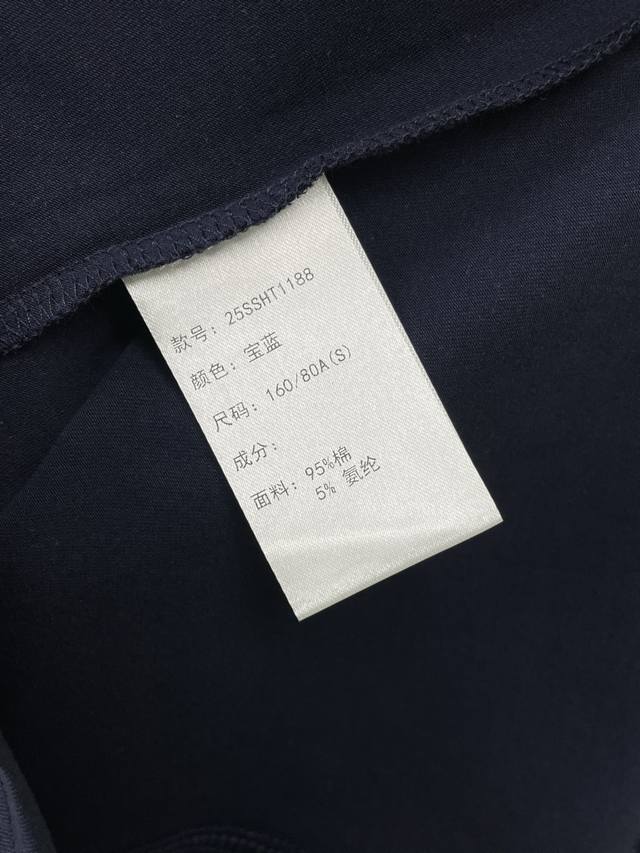 款号：25SSHT1188
颜色：宝蓝
尺码：160/80A(S)
成分：
面料：95%棉
5% 氨纶